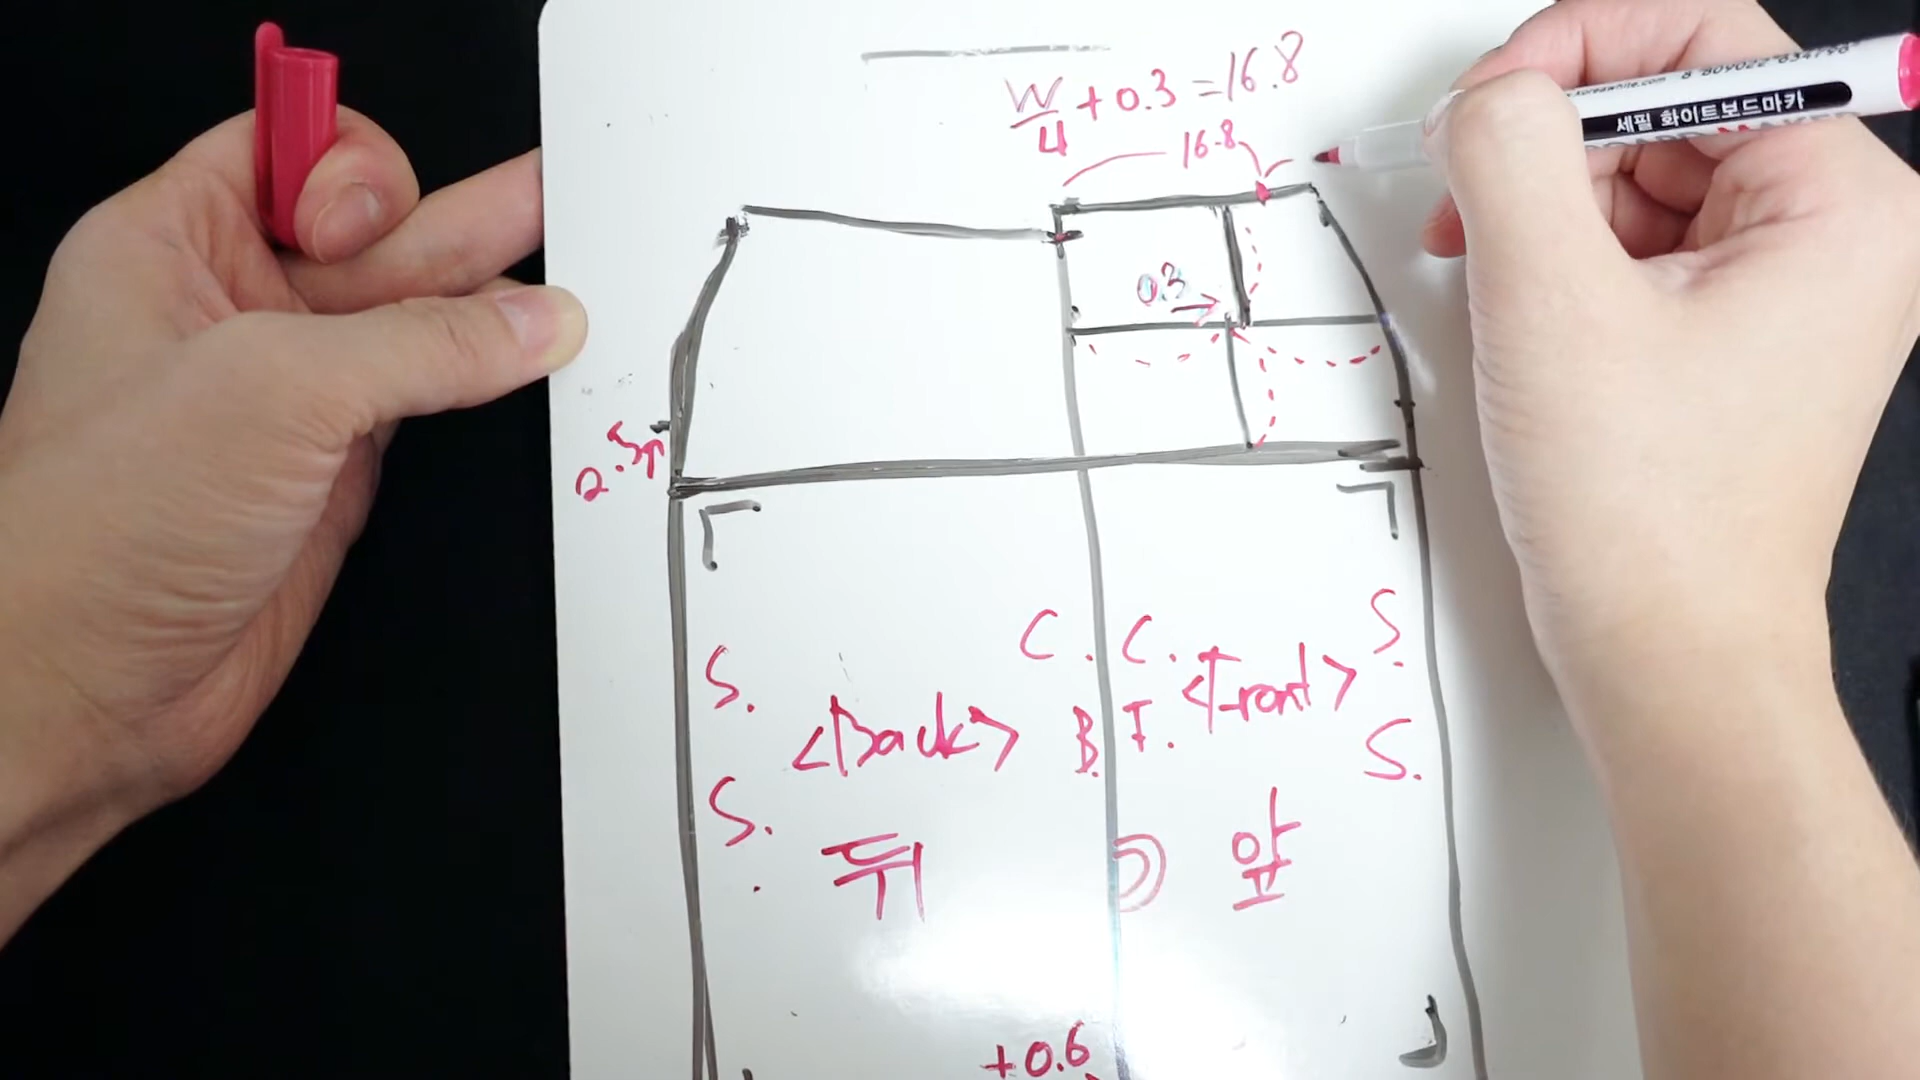 W/4 + 0.3 = 16.8
16.8
세필 화이트보드마카
0.3
2.5
S. C. C. S.
<Back> B. F. <Front>
S. S.
뒤 앞
+0.6